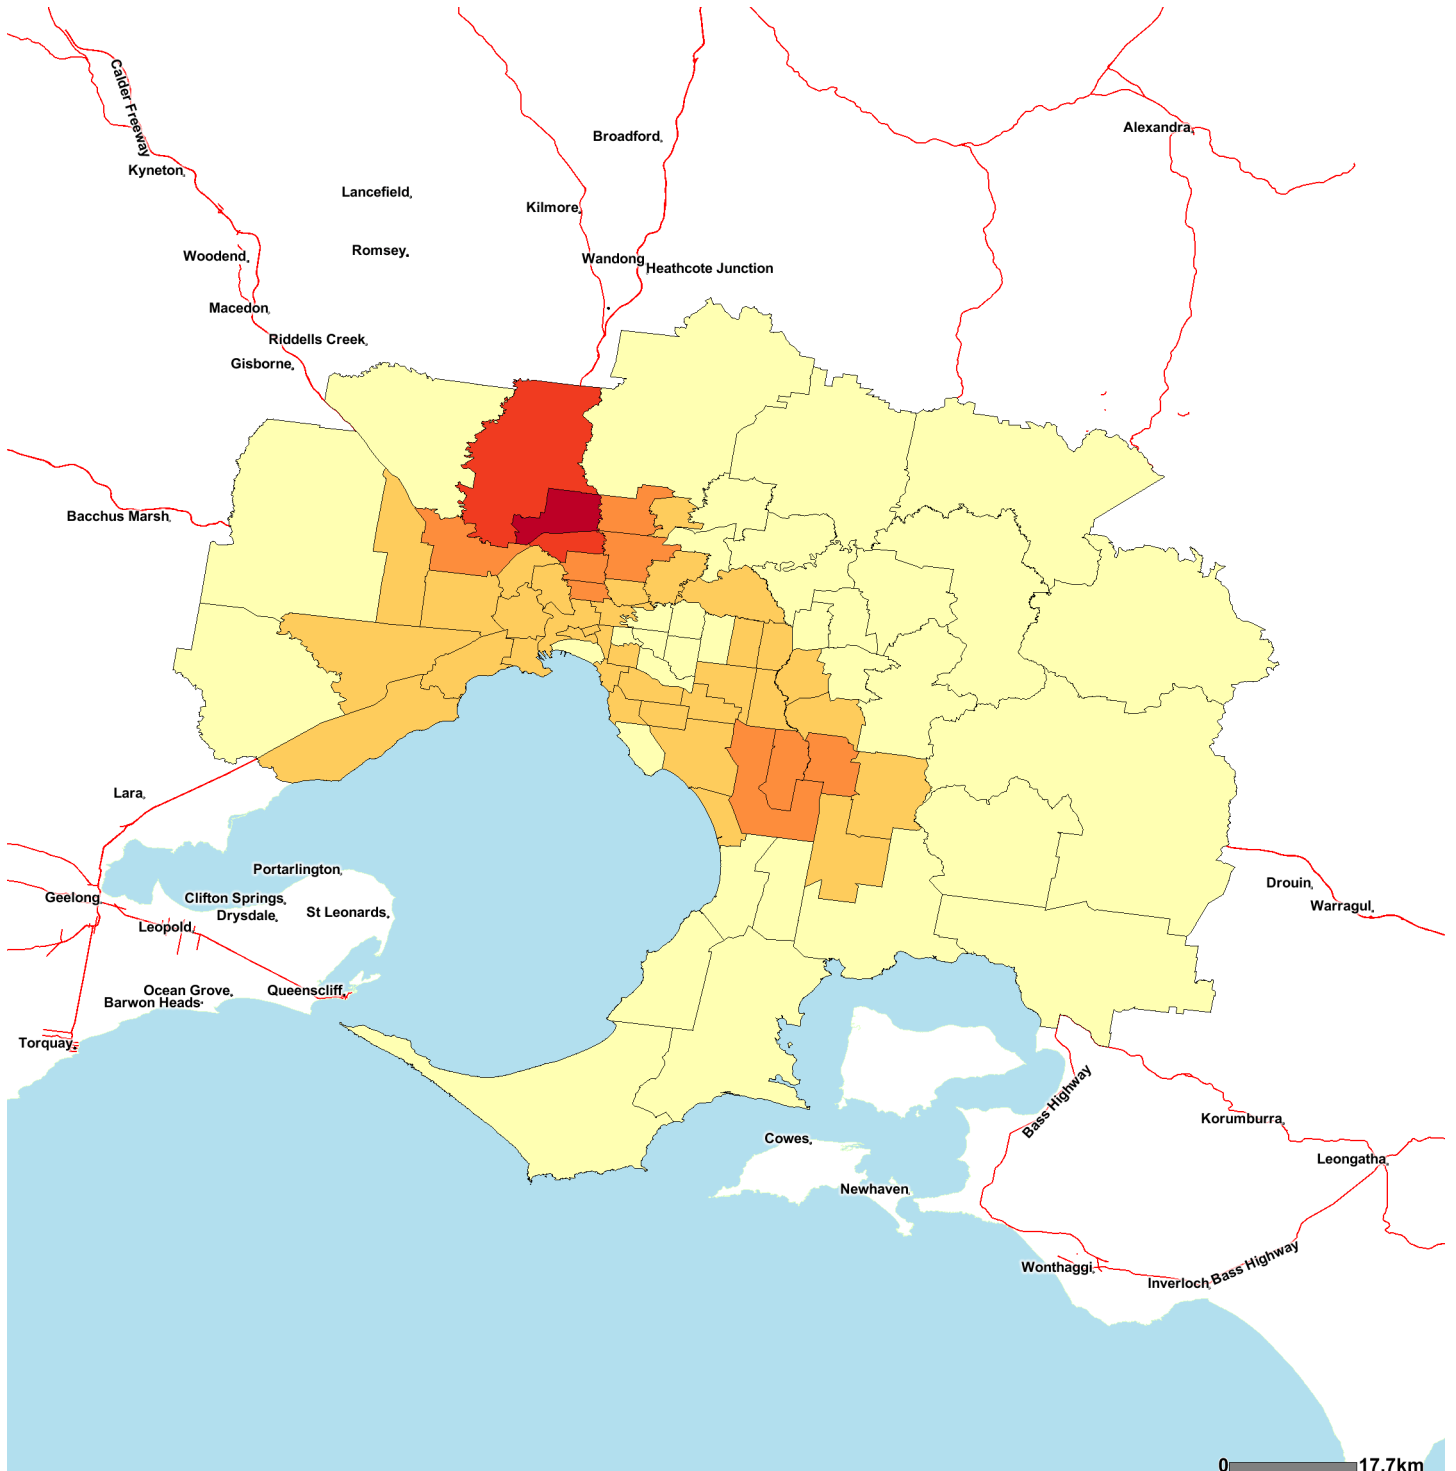 Calder Freeway
Alexandra
Broadford
Kyneton
Lancefield
Kilmore
Romsey
Woodend
Wandong
Heathcote Junction
Macedon
Riddells Creek
Gisborne
Bacchus Marsh
Lara
Portarlington
Drouin
Geelong
Clifton Springs
Warragul
Drysdale
St Leonards
Leopold
Ocean Grove
Queenscliff
Barwon Heads
Torquay
Bass Highway
Korumburra
Cowes
Leongatha
Newhaven
Wonthaggi
Inverloch
Bass Highway
0 17.7km